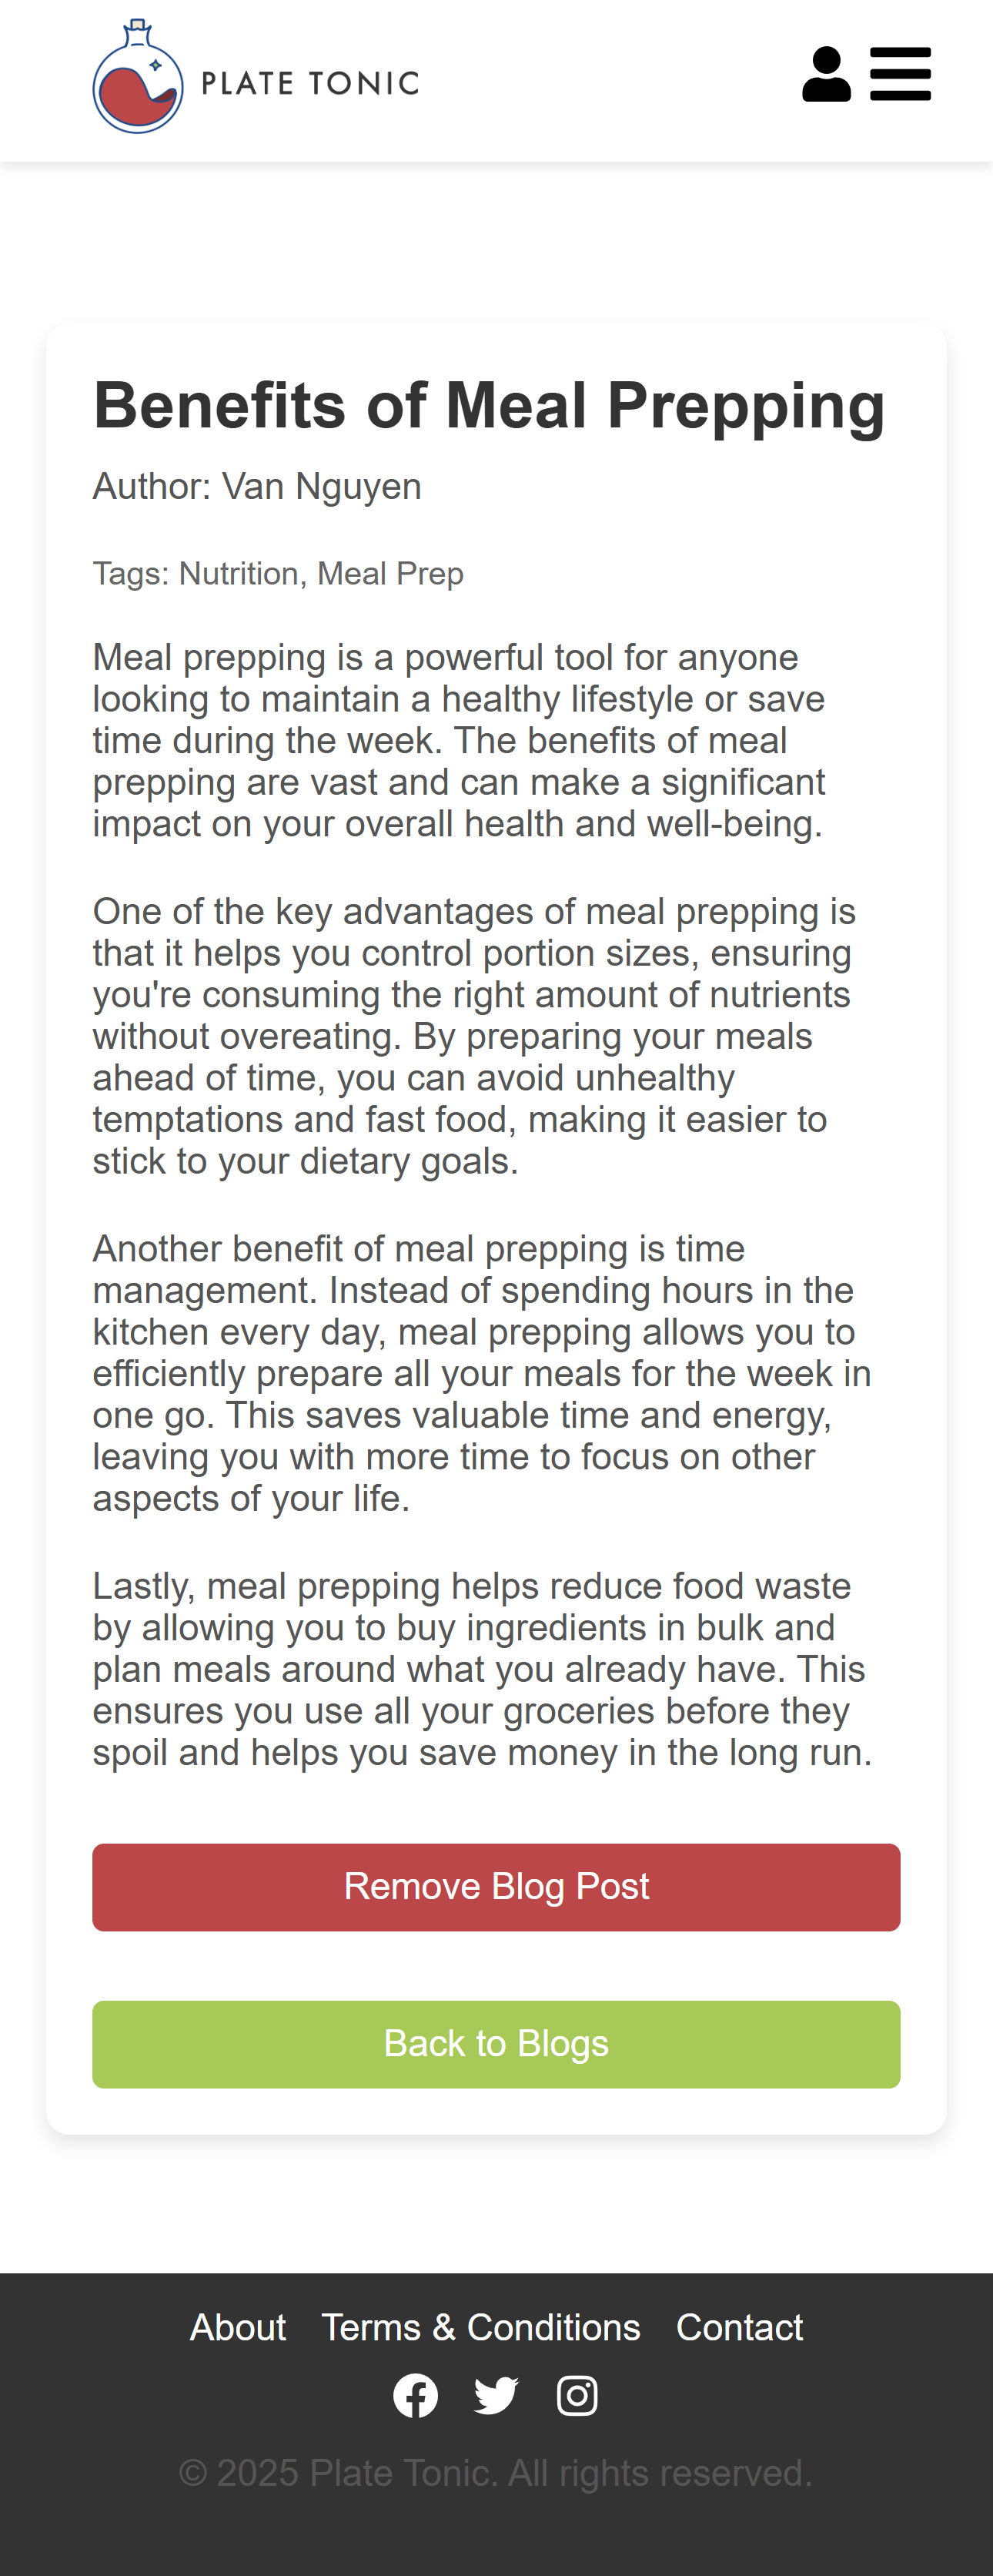 PLATE TONIC
Benefits of Meal Prepping
Author: Van Nguyen
Tags: Nutrition, Meal Prep
Meal prepping is a powerful tool for anyone
looking to maintain a healthy lifestyle or save
time during the week. The benefits of meal
prepping are vast and can make a significant
impact on your overall health and well-being.
One of the key advantages of meal prepping is
that it helps you control portion sizes, ensuring
you're consuming the right amount of nutrients
without overeating. By preparing your meals
ahead of time, you can avoid unhealthy
temptations and fast food, making it easier to
stick to your dietary goals.
Another benefit of meal prepping is time
management. Instead of spending hours in the
kitchen every day, meal prepping allows you to
efficiently prepare all your meals for the week in
one go. This saves valuable time and energy,
leaving you with more time to focus on other
aspects of your life.
Lastly, meal prepping helps reduce food waste
by allowing you to buy ingredients in bulk and
plan meals around what you already have. This
ensures you use all your groceries before they
spoil and helps you save money in the long run.
Remove Blog Post
Back to Blogs
About Terms & Conditions Contact
© 2025 Plate Tonic. All rights reserved.